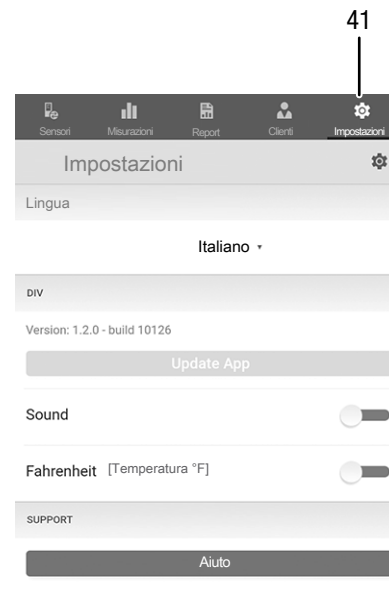 41
Sensori Misurazioni Report Clienti Impostazioni
Impostazioni
Lingua
Italiano
DIV
Version: 1.2.0 - build 10126
Update App
Sound
Fahrenheit [Temperatura °F]
SUPPORT
Aiuto